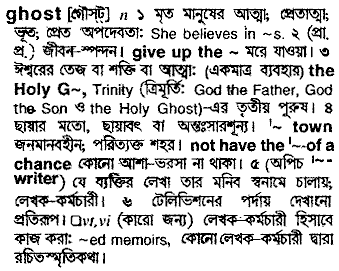 ghost [গৌস্ট্] n ১ মৃত মানুষের আত্মা; প্রেতাত্মা;
ভূত; প্রেত অপদেবতা: She believes in ~s. ২ (প্রা.
প্র.) জীবন-স্পন্দন। give up the ~ মরে যাওয়া। ৩
ঈশ্বরের তেজ বা শক্তি বা আত্মা: (একমাত্র ব্যবহার) the
Holy G~, Trinity (ত্রিমূর্তি: God the Father, God
the Son ও the Holy Ghost)-এর তৃতীয় পুরুষ। ৪
ছায়ার মতো, ছায়াবৎ বা অন্তঃসারশূন্য। ˈ~ town
জনমানবহীন; পরিত্যক্ত শহর। not have the ˈ~-of a
chance কোনো আশা-ভরসা না থাকা। ৫ (অপিচ ˈ~-
writer) যে ব্যক্তির লেখা তার মনিব স্বনামে চালায়;
লেখক-কর্মচারী। ৬ টেলিভিশনের পর্দায় দেখানো
প্রতিরূপ। □vt,vi (কারো জন্য) লেখক-কর্মচারী হিসাবে
কাজ করা: ~ed memoirs, কোনো লেখক-কর্মচারী দ্বারা
রচিত স্মৃতিকথা।